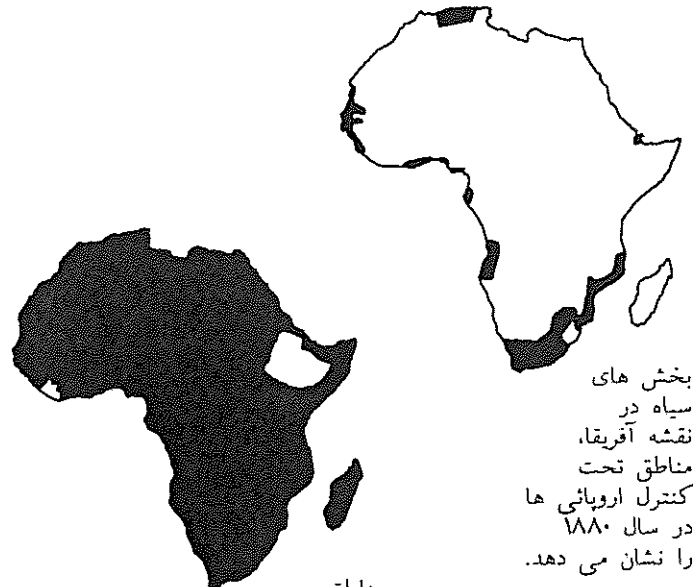 بخش های
سیاه در
نقشه آفریقا،
مناطق تحت
کنترل اروپائی ها
در سال ۱۸۸۰
را نشان می دهد.